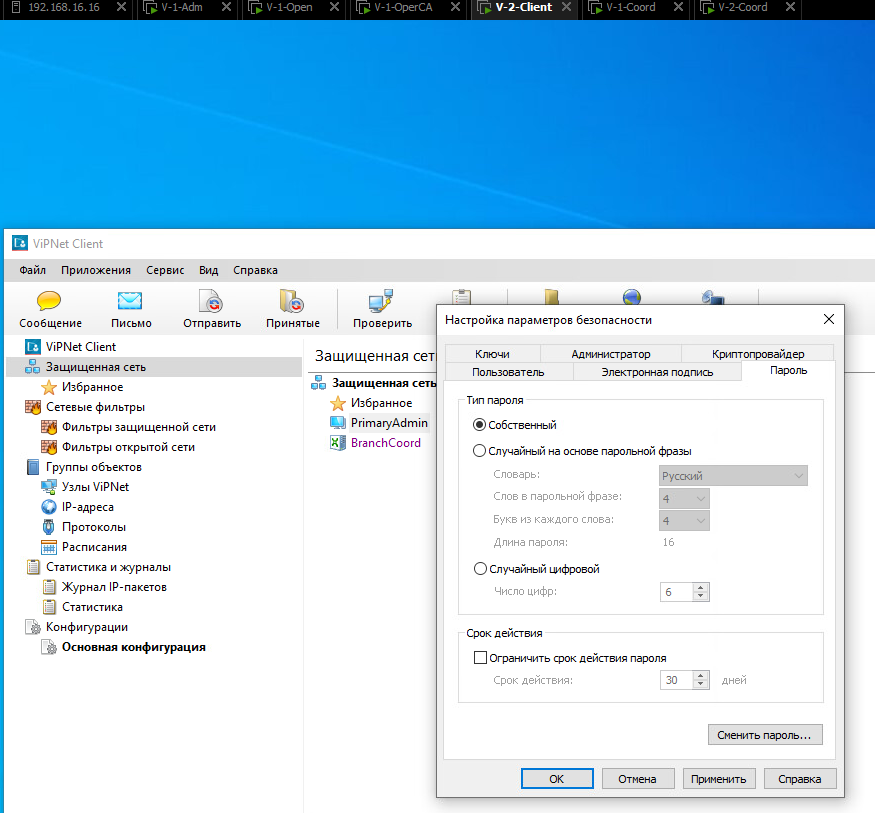 192.168.16.16 V-1-Adm V-1-Open V-1-OperCA V-2-Client V-1-Coord V-2-Coord
ViPNet Client
Файл Приложения Сервис Вид Справка
Сообщение Письмо Отправить Принятые Проверить
ViPNet Client
Защищенная сеть
Избранное
Сетевые фильтры
Фильтры защищенной сети
Фильтры открытой сети
Группы объектов
Узлы ViPNet
IP-адреса
Протоколы
Расписания
Статистика и журналы
Журнал IP-пакетов
Статистика
Конфигурации
Основная конфигурация
Защищенная сет
Защищенная сеть
Избранное
PrimaryAdmin
BranchCoord
Настройка параметров безопасности
Ключи Администратор Криптопровайдер
Пользователь Электронная подпись Пароль
Тип пароля
Собственный
Случайный на основе парольной фразы
Словарь: Русский
Слов в парольной фразе: 4
Букв из каждого слова: 4
Длина пароля: 16
Случайный цифровой
Число цифр: 6
Срок действия
Ограничить срок действия пароля
Срок действия: 30 дней
Сменить пароль...
OK Отмена Применить Справка